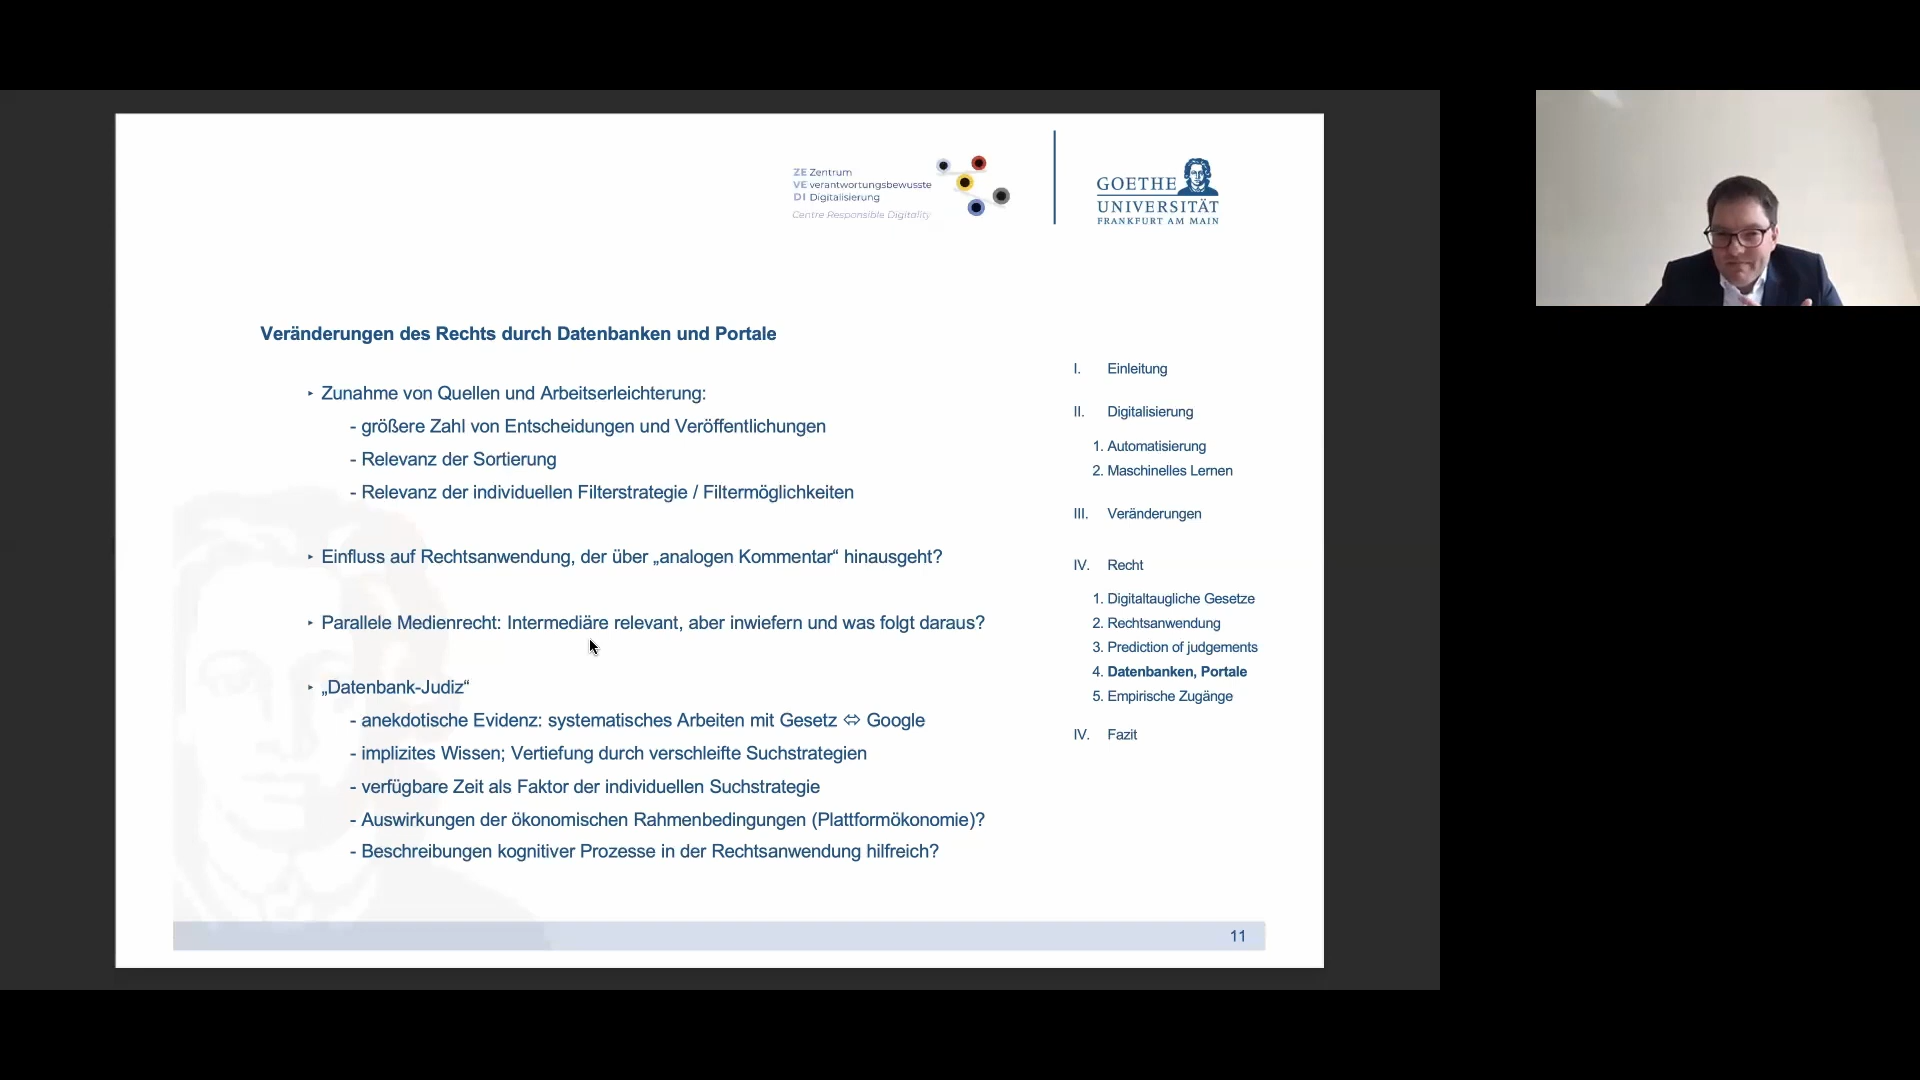 ZE Zentrum
VE verantwortungsbewusste
DI Digitalisierung
Centre Responsible Digitality
GOETHE
UNIVERSITÄT
FRANKFURT AM MAIN
Veränderungen des Rechts durch Datenbanken und Portale
‣ Zunahme von Quellen und Arbeitserleichterung:
- größere Zahl von Entscheidungen und Veröffentlichungen
- Relevanz der Sortierung
- Relevanz der individuellen Filterstrategie / Filtermöglichkeiten
‣ Einfluss auf Rechtsanwendung, der über „analogen Kommentar“ hinausgeht?
‣ Parallele Medienrecht: Intermediäre relevant, aber inwiefern und was folgt daraus?
‣ „Datenbank-Judiz“
- anekdotische Evidenz: systematisches Arbeiten mit Gesetz ⇔ Google
- implizites Wissen; Vertiefung durch verschleifte Suchstrategien
- verfügbare Zeit als Faktor der individuellen Suchstrategie
- Auswirkungen der ökonomischen Rahmenbedingungen (Plattformökonomie)?
- Beschreibungen kognitiver Prozesse in der Rechtsanwendung hilfreich?
I. Einleitung
II. Digitalisierung
1. Automatisierung
2. Maschinelles Lernen
III. Veränderungen
IV. Recht
1. Digitaltaugliche Gesetze
2. Rechtsanwendung
3. Prediction of judgements
4. Datenbanken, Portale
5. Empirische Zugänge
IV. Fazit
11